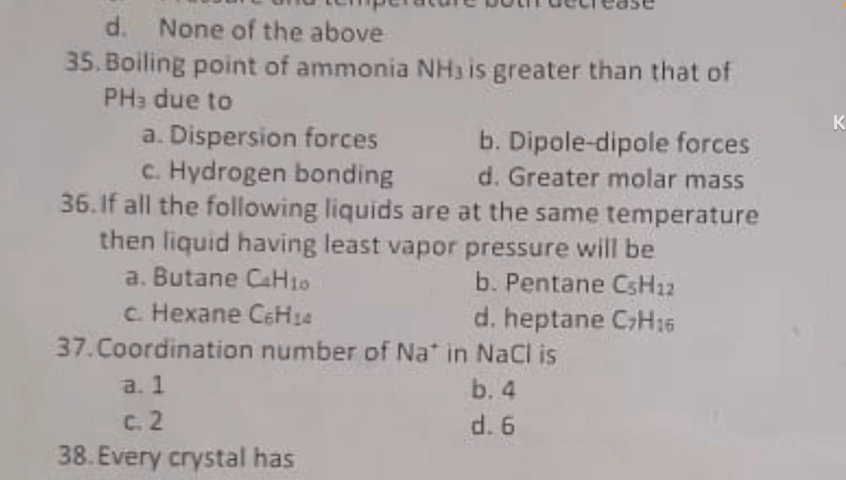 temperature both decrease
d. None of the above
35. Boiling point of ammonia NH₃ is greater than that of
PH₃ due to
a. Dispersion forces b. Dipole-dipole forces
c. Hydrogen bonding d. Greater molar mass
36. If all the following liquids are at the same temperature
then liquid having least vapor pressure will be
a. Butane C₄H₁₀ b. Pentane C₅H₁₂
c. Hexane C₆H₁₄ d. heptane C₇H₁₆
37. Coordination number of Na⁺ in NaCl is
a. 1 b. 4
c. 2 d. 6
38. Every crystal has
K